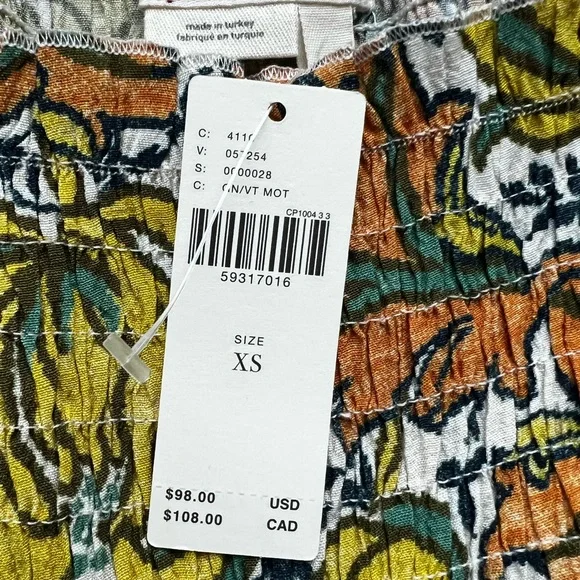 made in turkey
fabriqué en turquie
C: 4110
V: 057254
S: 0000028
C: GN/VT MOT
CP1004 3 3
59317016
SIZE
XS
$98.00 USD
$108.00 CAD